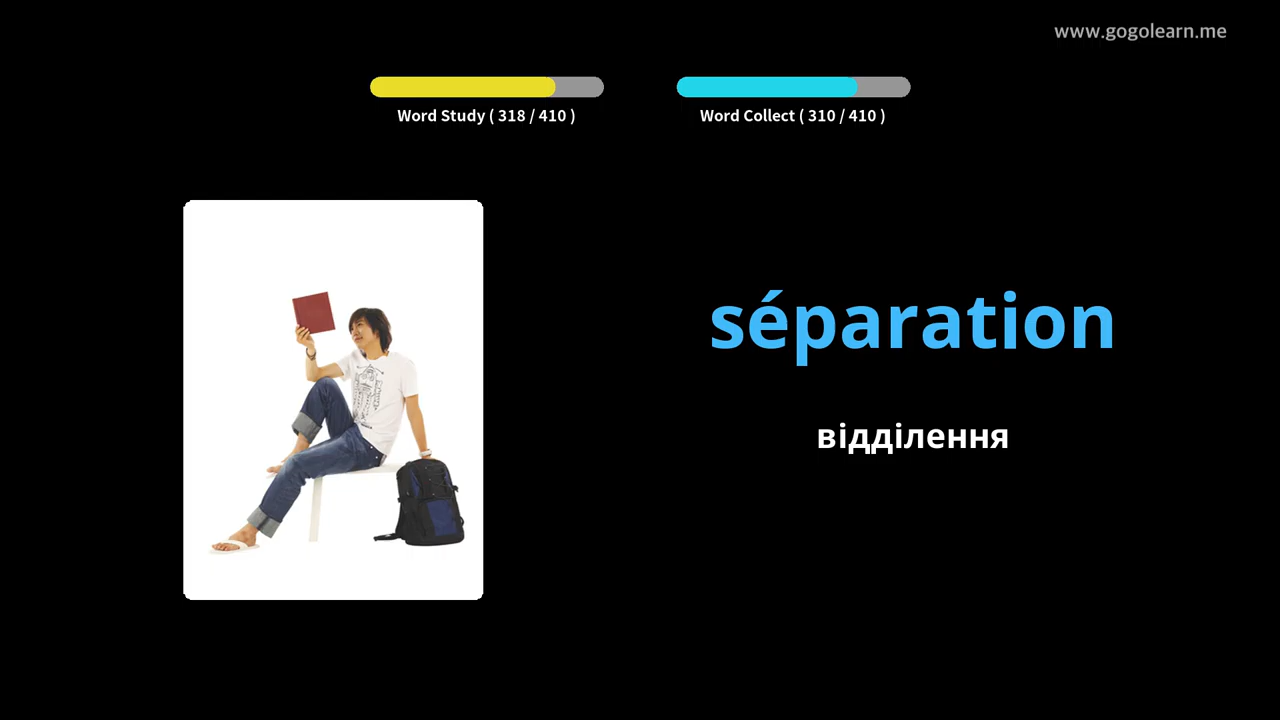 www.gogolearn.me
Word Study ( 318 / 410 )
Word Collect ( 310 / 410 )
séparation
відділення